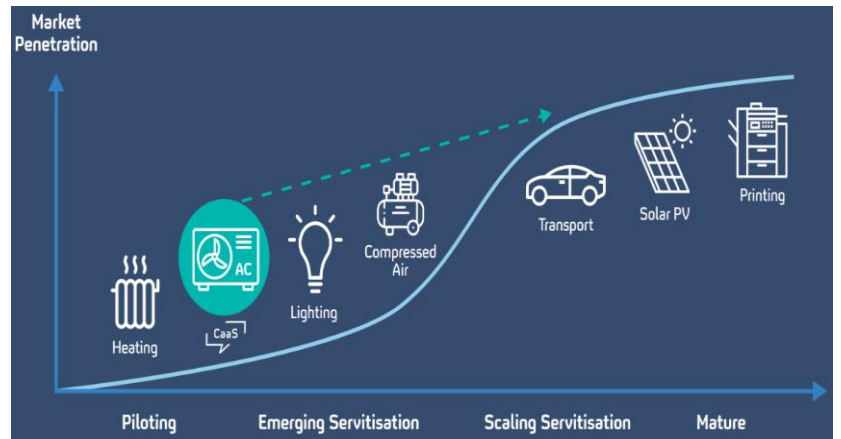 Market
Penetration
AC
CaaS
Heating
Lighting
Compressed
Air
Transport
Solar PV
Printing
Piloting
Emerging Servitisation
Scaling Servitisation
Mature